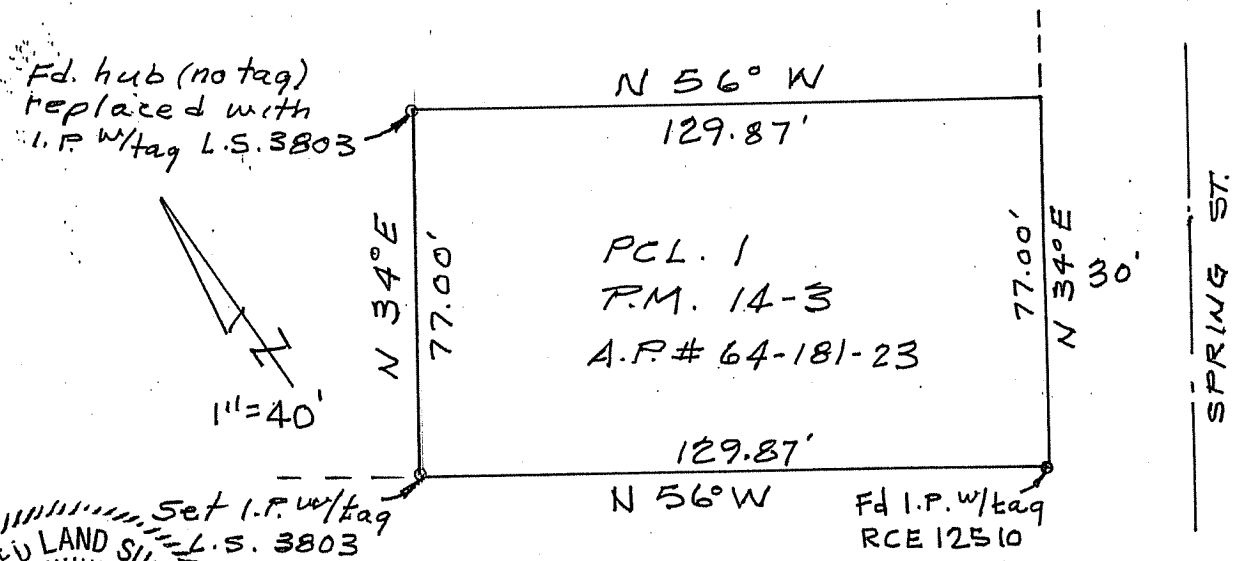 Fd. hub (no tag)
replaced with
I.P. w/tag L.S. 3803
N 56° W
129.87'
N 34° E
77.00'
PCL. 1
P.M. 14-3
A.P.# 64-181-23
77.00'
N 34° E
30'
SPRING ST.
N
1"=40'
129.87'
N 56° W
Set I.P. w/tag
L.S. 3803
Fd I.P. w/tag
RCE 12510
LAND